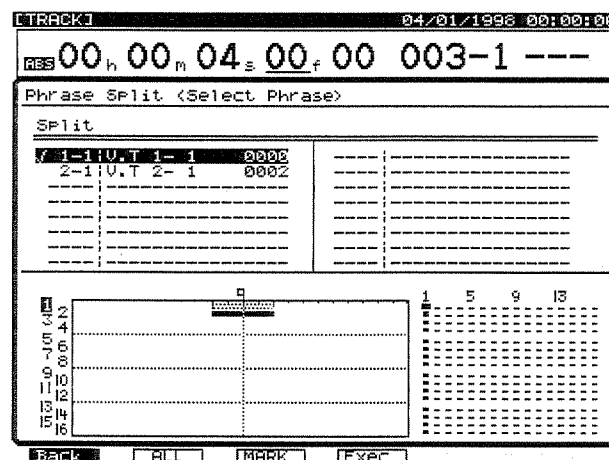 [TRACK] 04/01/1998 00:00:00
ABS 00h 00m 04s 00f 00 003-1 ---
Phrase Split <Select Phrase>
Split
√ 1-1 V.T 1- 1 0000
2-1 V.T 2- 1 0002
1 5 9 13
1
2
3
4
5
6
7
8
9
10
11
12
13
14
15
16
Back ALL MARK Exec